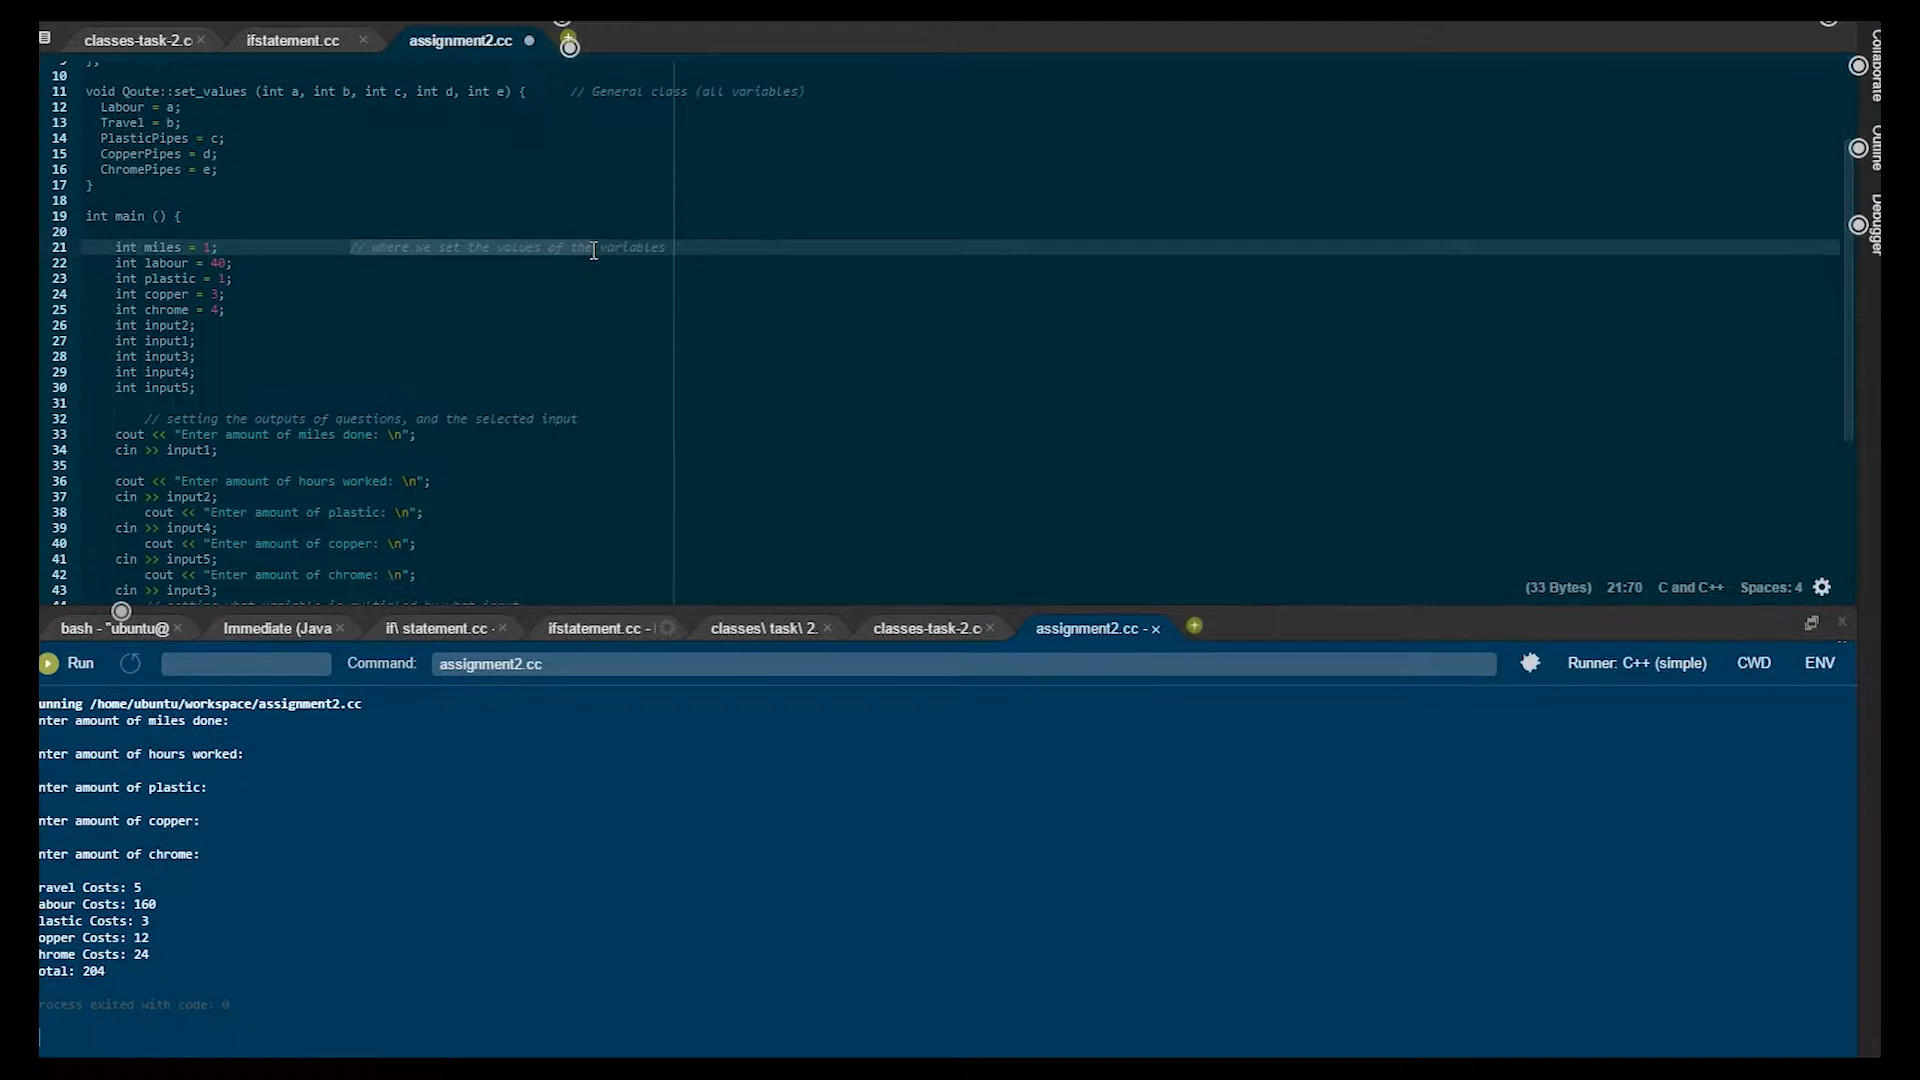 classes-task-2.c
ifstatement.cc
assignment2.cc
Collaborate
Outline
Debugger
10
11 void Qoute::set_values (int a, int b, int c, int d, int e) { // General class (all variables)
12 Labour = a;
13 Travel = b;
14 PlasticPipes = c;
15 CopperPipes = d;
16 ChromePipes = e;
17 }
18
19 int main () {
20
21 int miles = 1; // where we set the values of the variables
22 int labour = 40;
23 int plastic = 1;
24 int copper = 3;
25 int chrome = 4;
26 int input2;
27 int input1;
28 int input3;
29 int input4;
30 int input5;
31
32 // setting the outputs of questions, and the selected input
33 cout << "Enter amount of miles done: \n";
34 cin >> input1;
35
36 cout << "Enter amount of hours worked: \n";
37 cin >> input2;
38 cout << "Enter amount of plastic: \n";
39 cin >> input4;
40 cout << "Enter amount of copper: \n";
41 cin >> input5;
42 cout << "Enter amount of chrome: \n";
43 cin >> input3;
(33 Bytes) 21:70 C and C++ Spaces: 4
bash - "ubuntu@
Immediate (Java
if\ statement.cc -
ifstatement.cc -
classes\ task\ 2.
classes-task-2.c
assignment2.cc -
Run
Command:
assignment2.cc
Runner: C++ (simple)
CWD
ENV
unning /home/ubuntu/workspace/assignment2.cc
nter amount of miles done:
nter amount of hours worked:
nter amount of plastic:
nter amount of copper:
nter amount of chrome:
ravel Costs: 5
abour Costs: 160
lastic Costs: 3
opper Costs: 12
hrome Costs: 24
otal: 204
rocess exited with code: 0